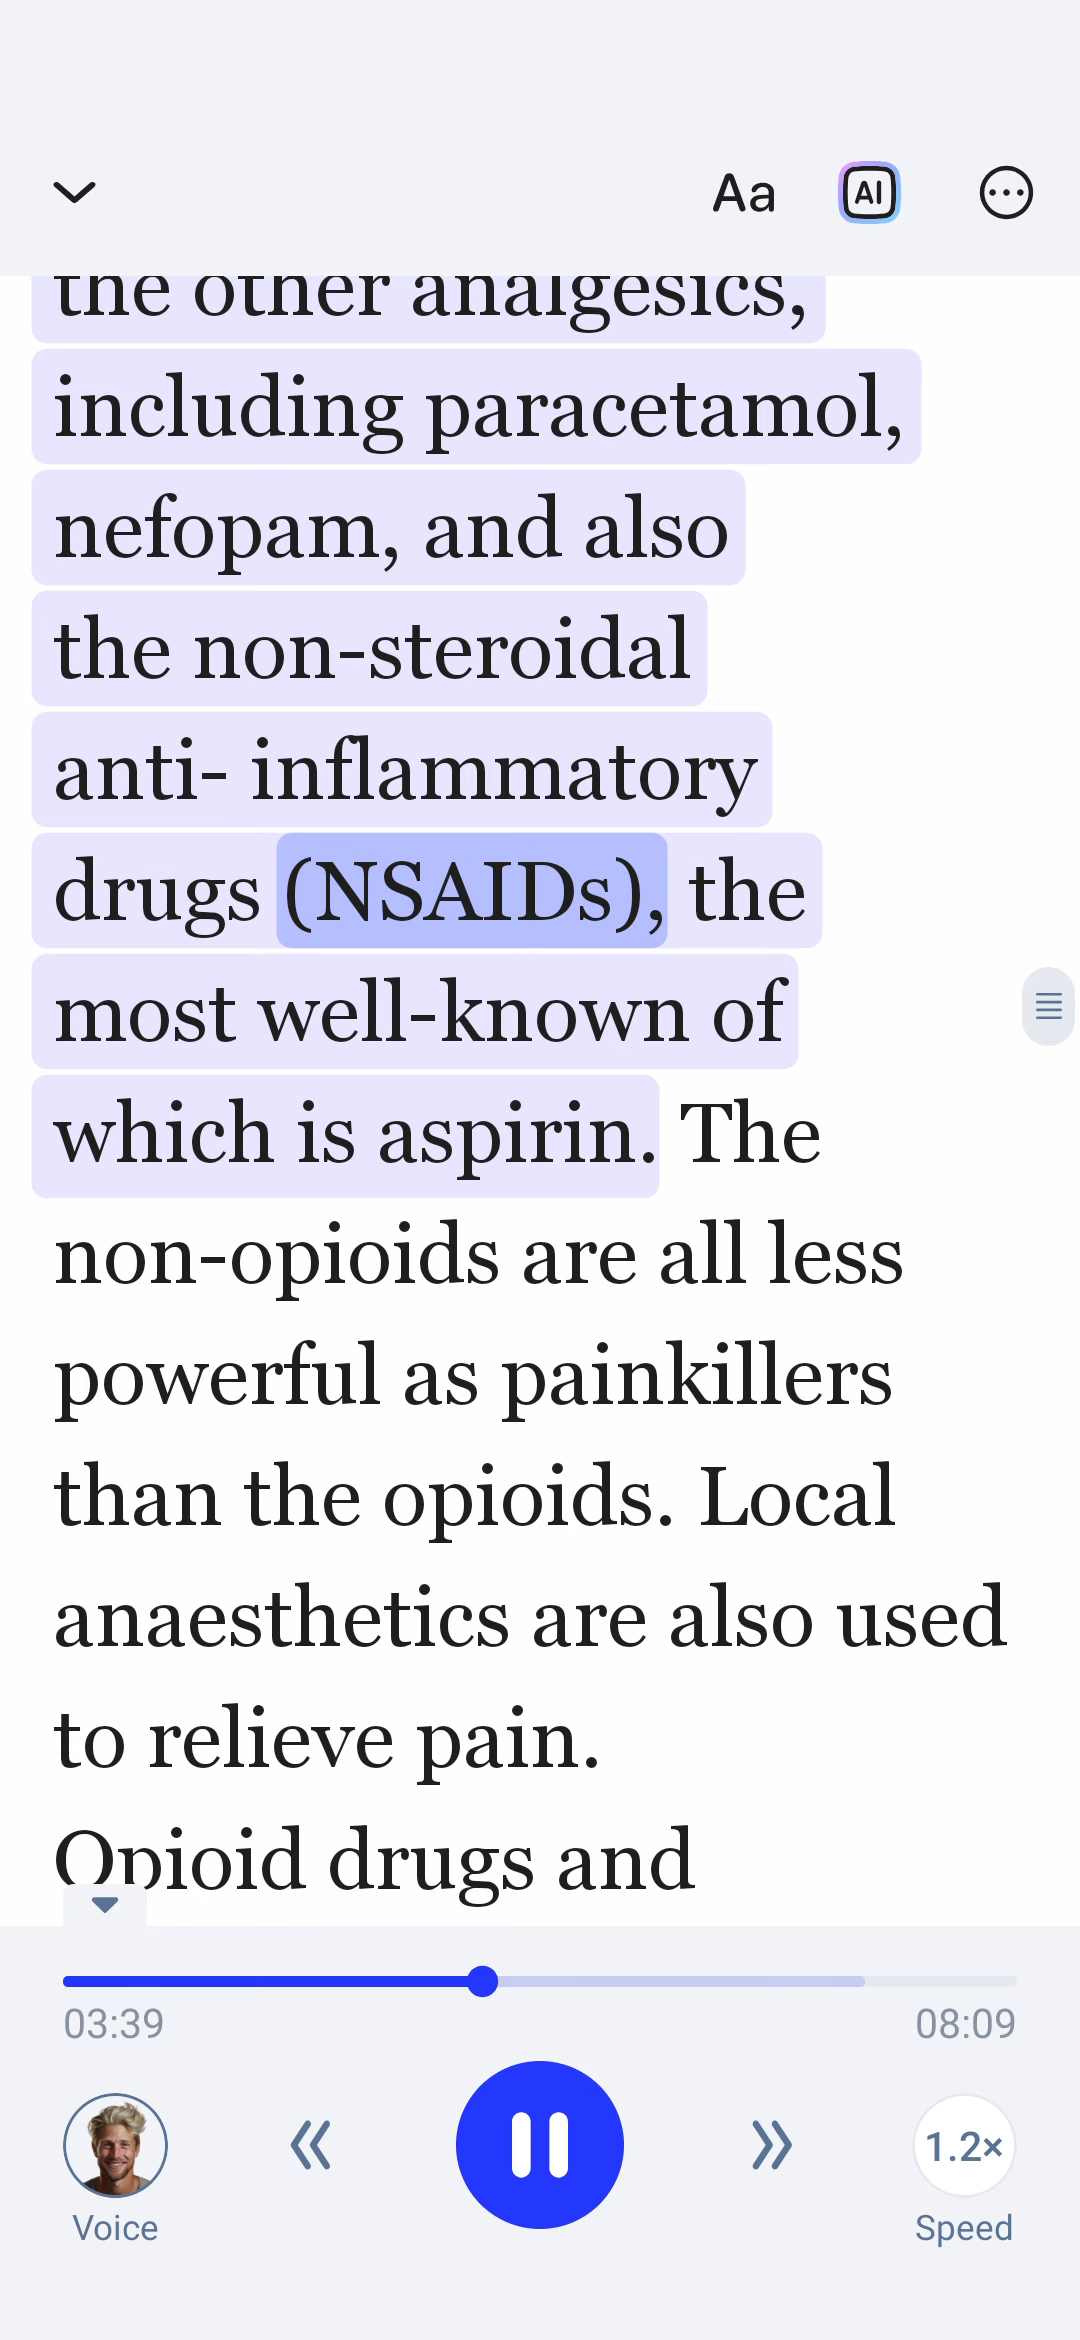 Aa
AI
the other analgesics,
including paracetamol,
nefopam, and also
the non-steroidal
anti- inflammatory
drugs (NSAIDs), the
most well-known of
which is aspirin. The
non-opioids are all less
powerful as painkillers
than the opioids. Local
anaesthetics are also used
to relieve pain.
Opioid drugs and
03:39
08:09
1.2×
Voice
Speed